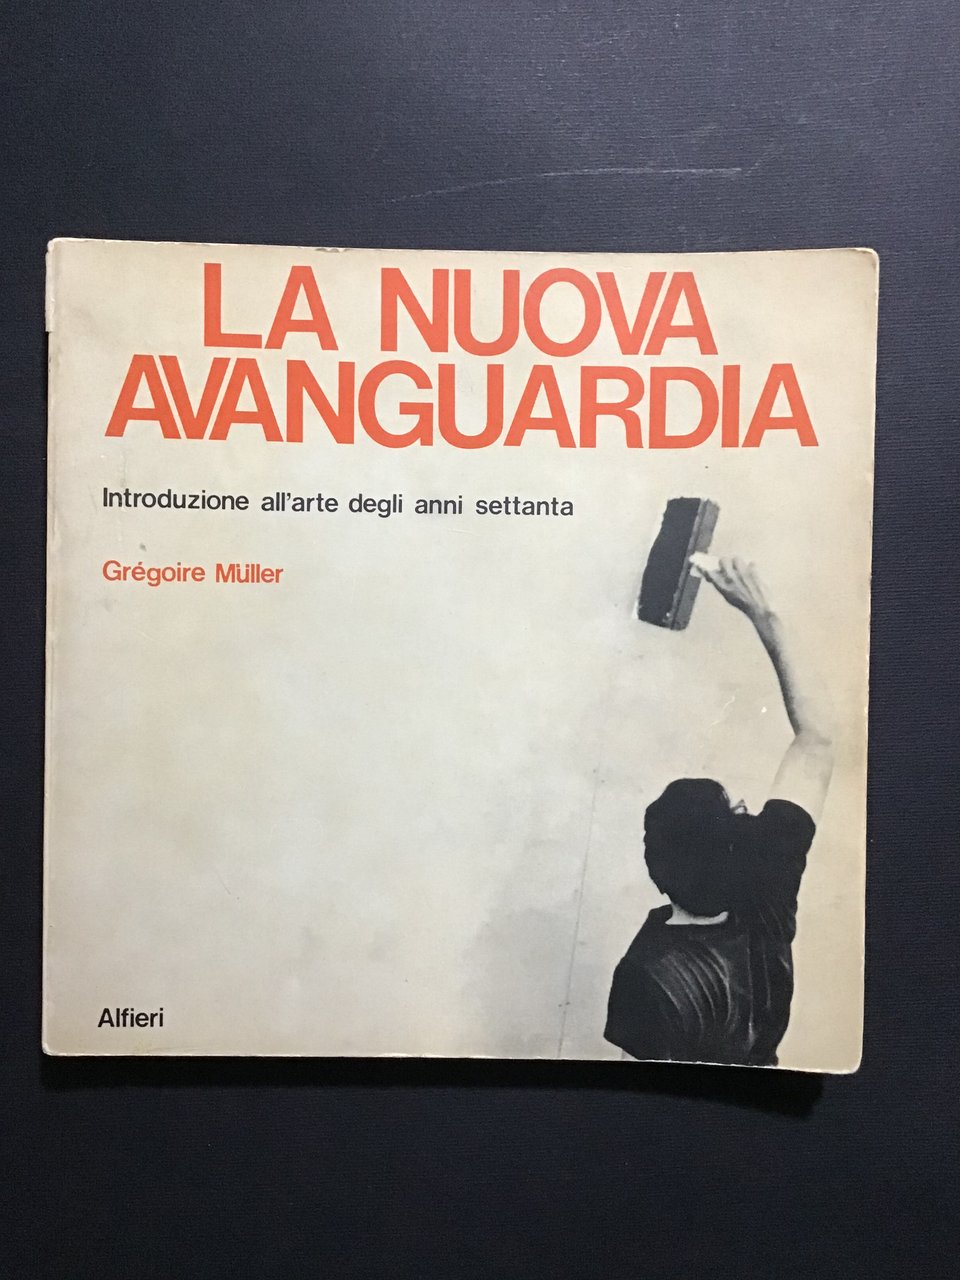 LA NUOVA
AVANGUARDIA
Introduzione all'arte degli anni settanta
Grégoire Müller
Alfieri